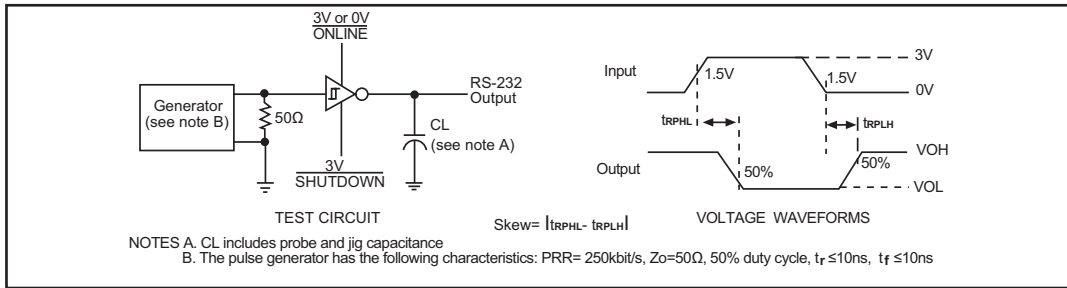 3V or 0V
ONLINE
Generator
(see note B)
50Ω
RS-232
Output
CL
(see note A)
3V
SHUTDOWN
TEST CIRCUIT
Input
1.5V
1.5V
3V
0V
tRPHL
tRPLH
Output
50%
50%
VOH
VOL
Skew= |tRPHL- tRPLH|
VOLTAGE WAVEFORMS
NOTES A. CL includes probe and jig capacitance
B. The pulse generator has the following characteristics: PRR= 250kbit/s, Zo=50Ω, 50% duty cycle, tr ≤10ns, tf ≤10ns